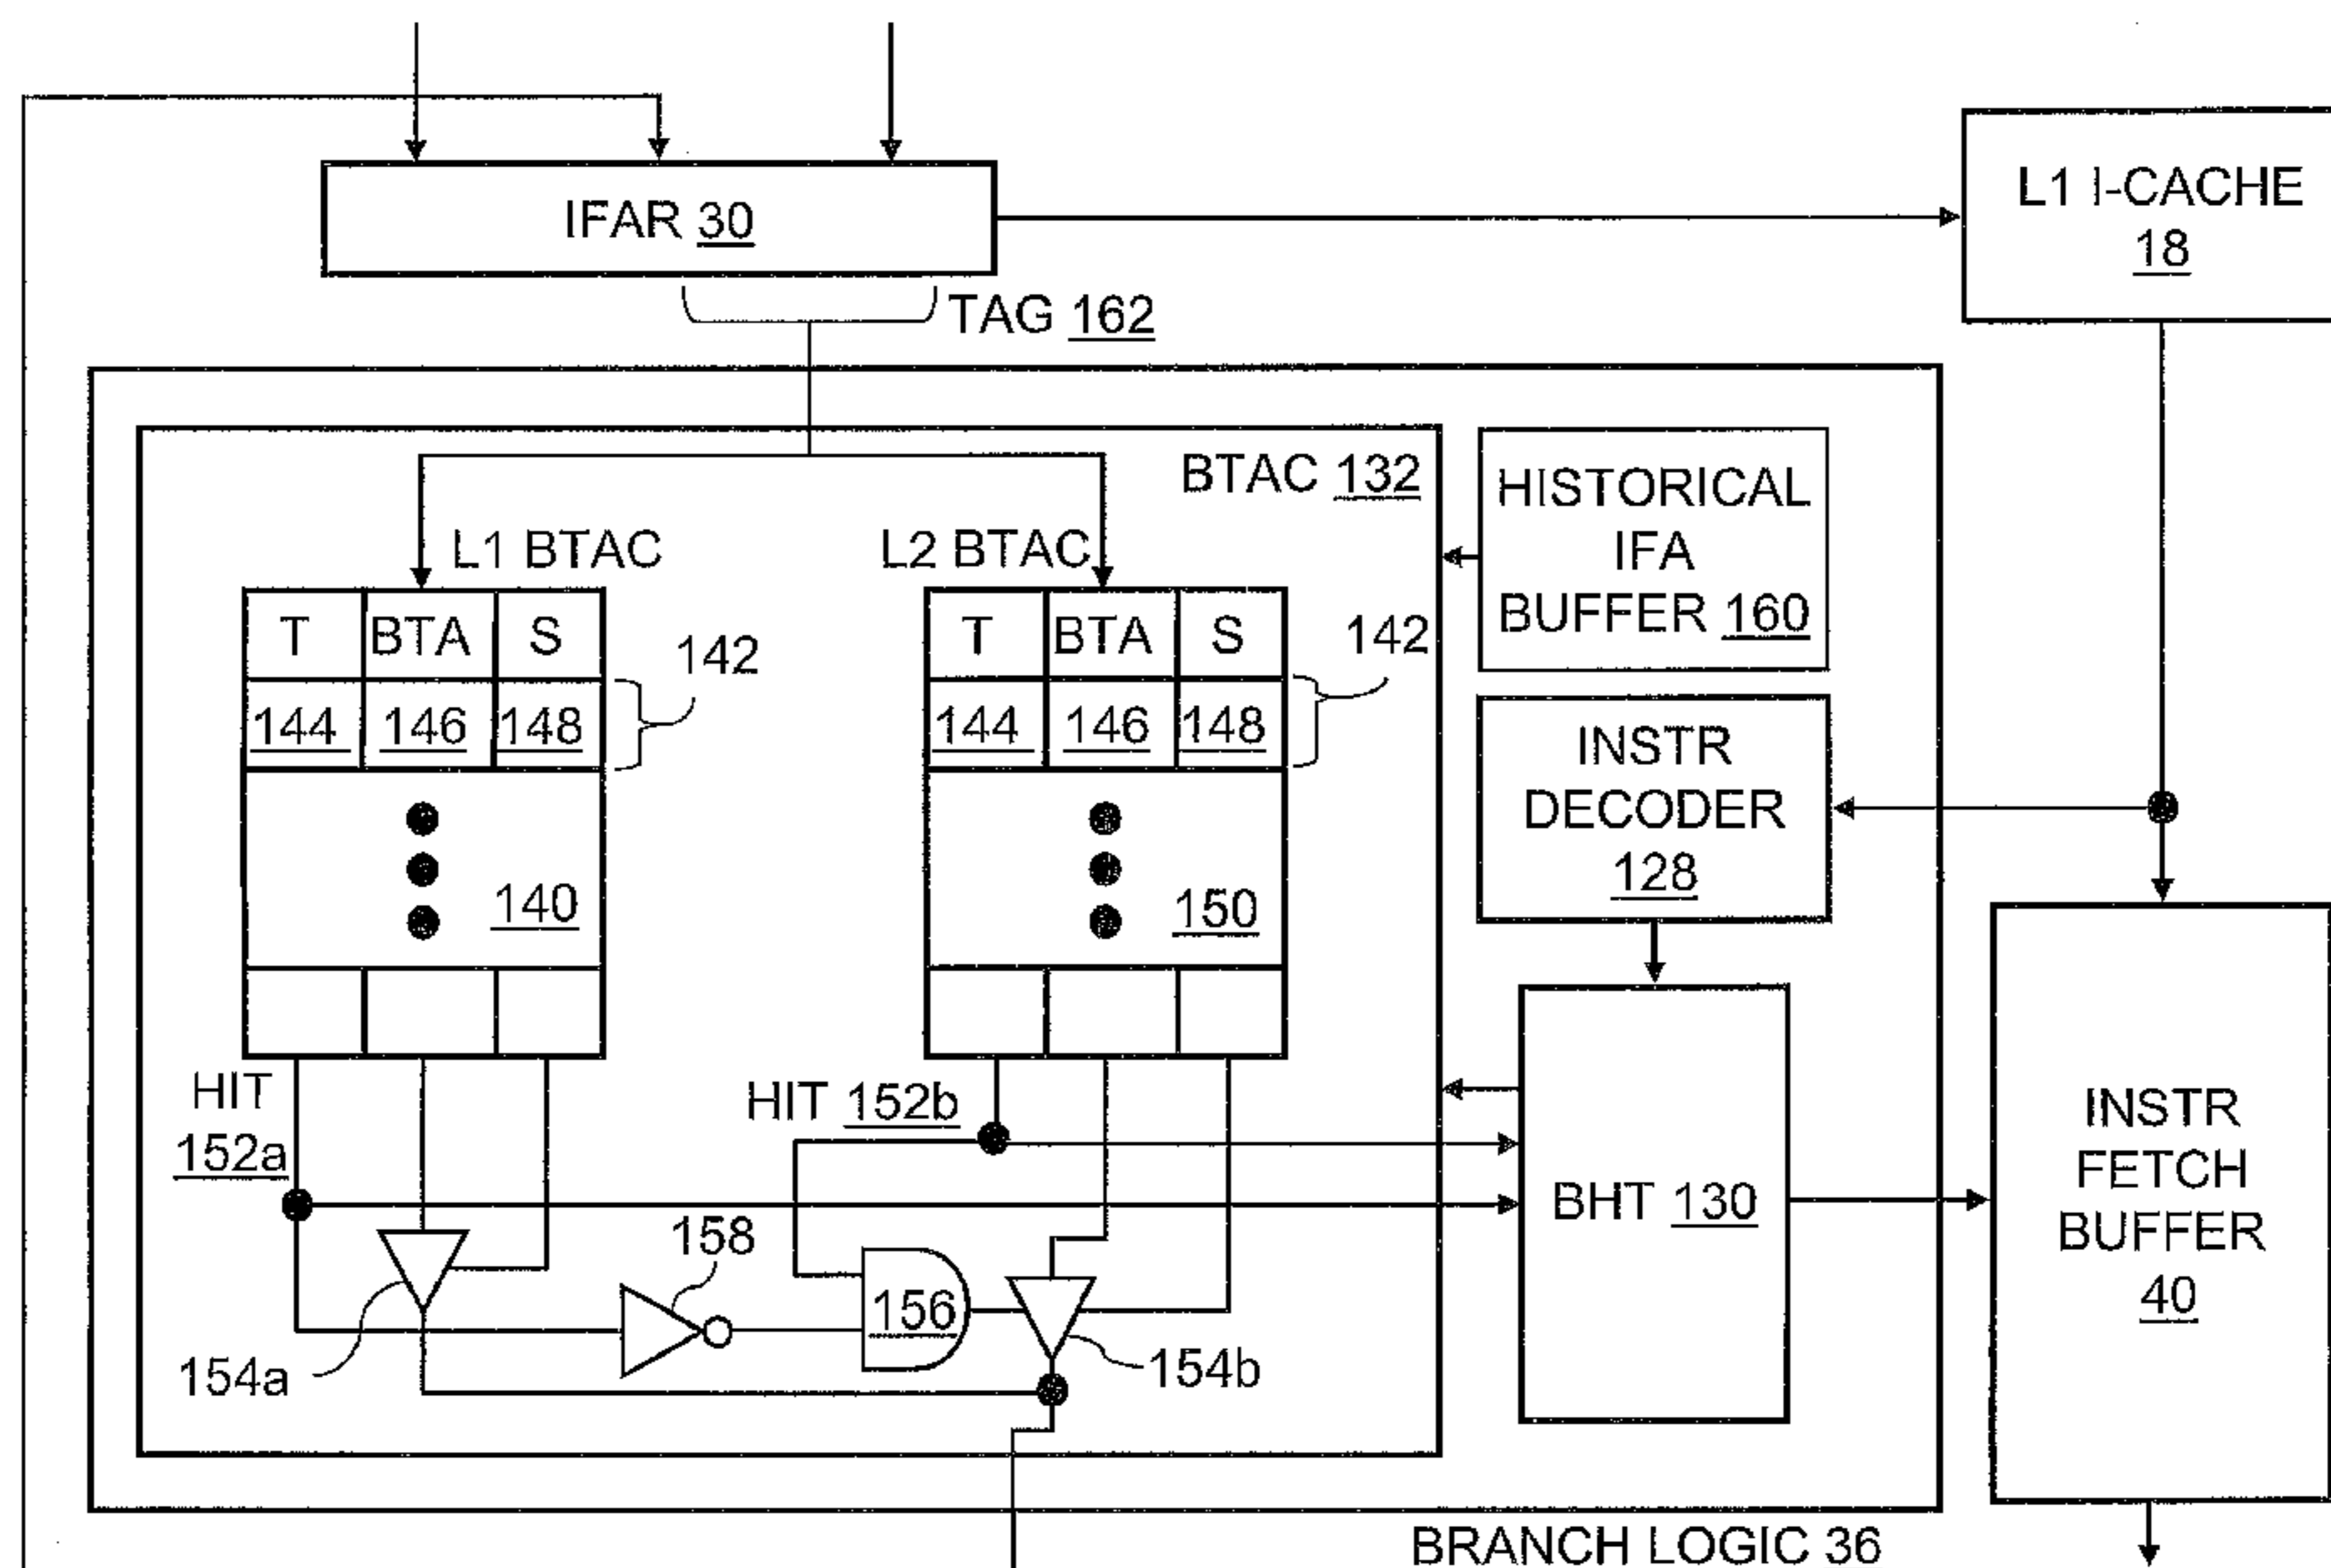 IFAR 30
L1 I-CACHE
18
TAG 162
BTAC 132
HISTORICAL
IFA
BUFFER 160
L1 BTAC
L2 BTAC
T BTA S
142
144 146 148
140
T BTA S
142
144 146 148
150
INSTR
DECODER
128
HIT
152a
HIT 152b
BHT 130
INSTR
FETCH
BUFFER
40
158
156
154a
154b
BRANCH LOGIC 36